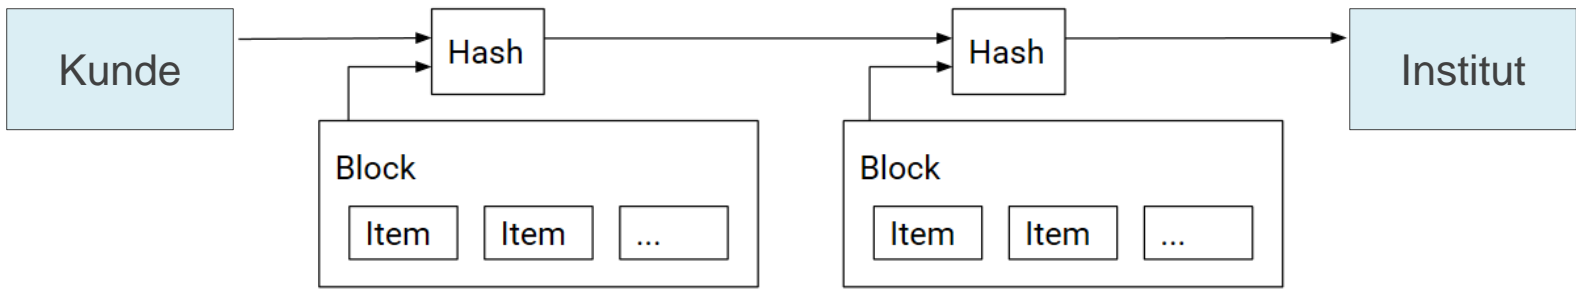 Kunde
Hash
Hash
Institut
Block
Item
Item
...
Block
Item
Item
...